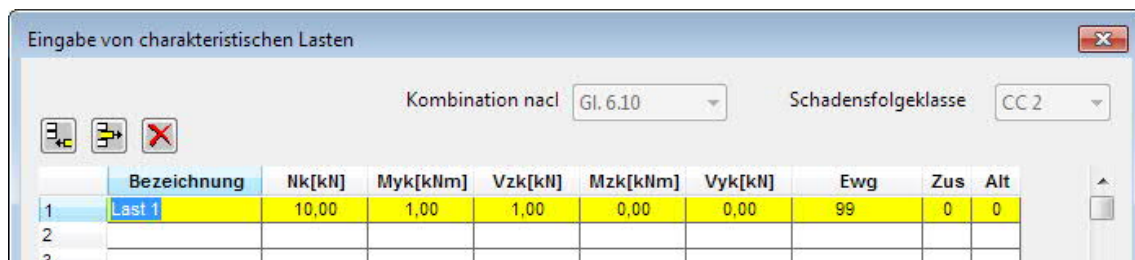 Eingabe von charakteristischen Lasten
Kombination nacl Gl. 6.10 Schadensfolgeklasse CC 2
Bezeichnung Nk[kN] Myk[kNm] Vzk[kN] Mzk[kNm] Vyk[kN] Ewg Zus Alt
1 Last 1 10,00 1,00 1,00 0,00 0,00 99 0 0
2